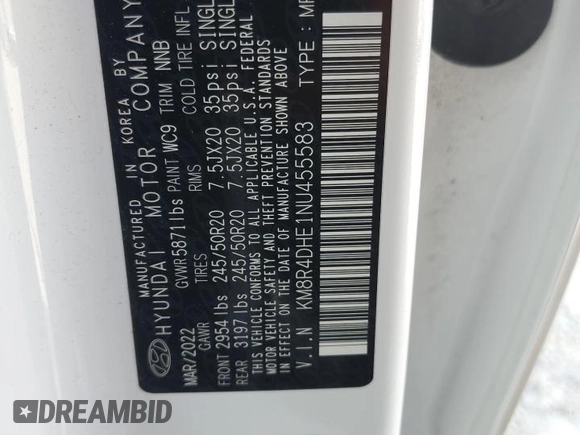 MANUFACTURED IN KOREA BY
HYUNDAI MOTOR COMPANY
MAR/2022 GVWR5871lbs PAINT WC9 TRIM NNB
GAWR TIRES RIMS COLD TIRE INFL
FRONT 2954lbs 245/50R20 7.5JX20 35psi SINGL
REAR 3197lbs 245/50R20 7.5JX20 35psi SINGL
THIS VEHICLE CONFORMS TO ALL APPLICABLE U.S.A. FEDERAL
MOTOR VEHICLE SAFETY AND THEFT PREVENTION STANDARDS
IN EFFECT ON THE DATE OF MANUFACTURE SHOWN ABOVE
V.I.N KM8R4DHE1NU455583 TYPE : MP
DREAMBID